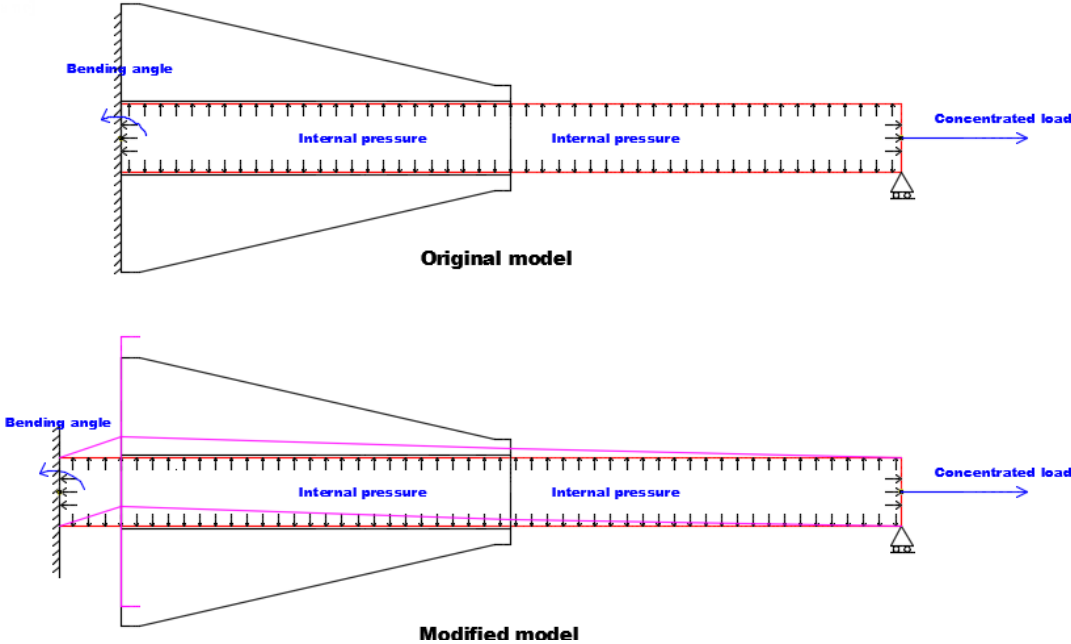 Bending angle
Concentrated load
Internal pressure Internal pressure
Original model
Bending angle
Concentrated load
Internal pressure Internal pressure
Modified model